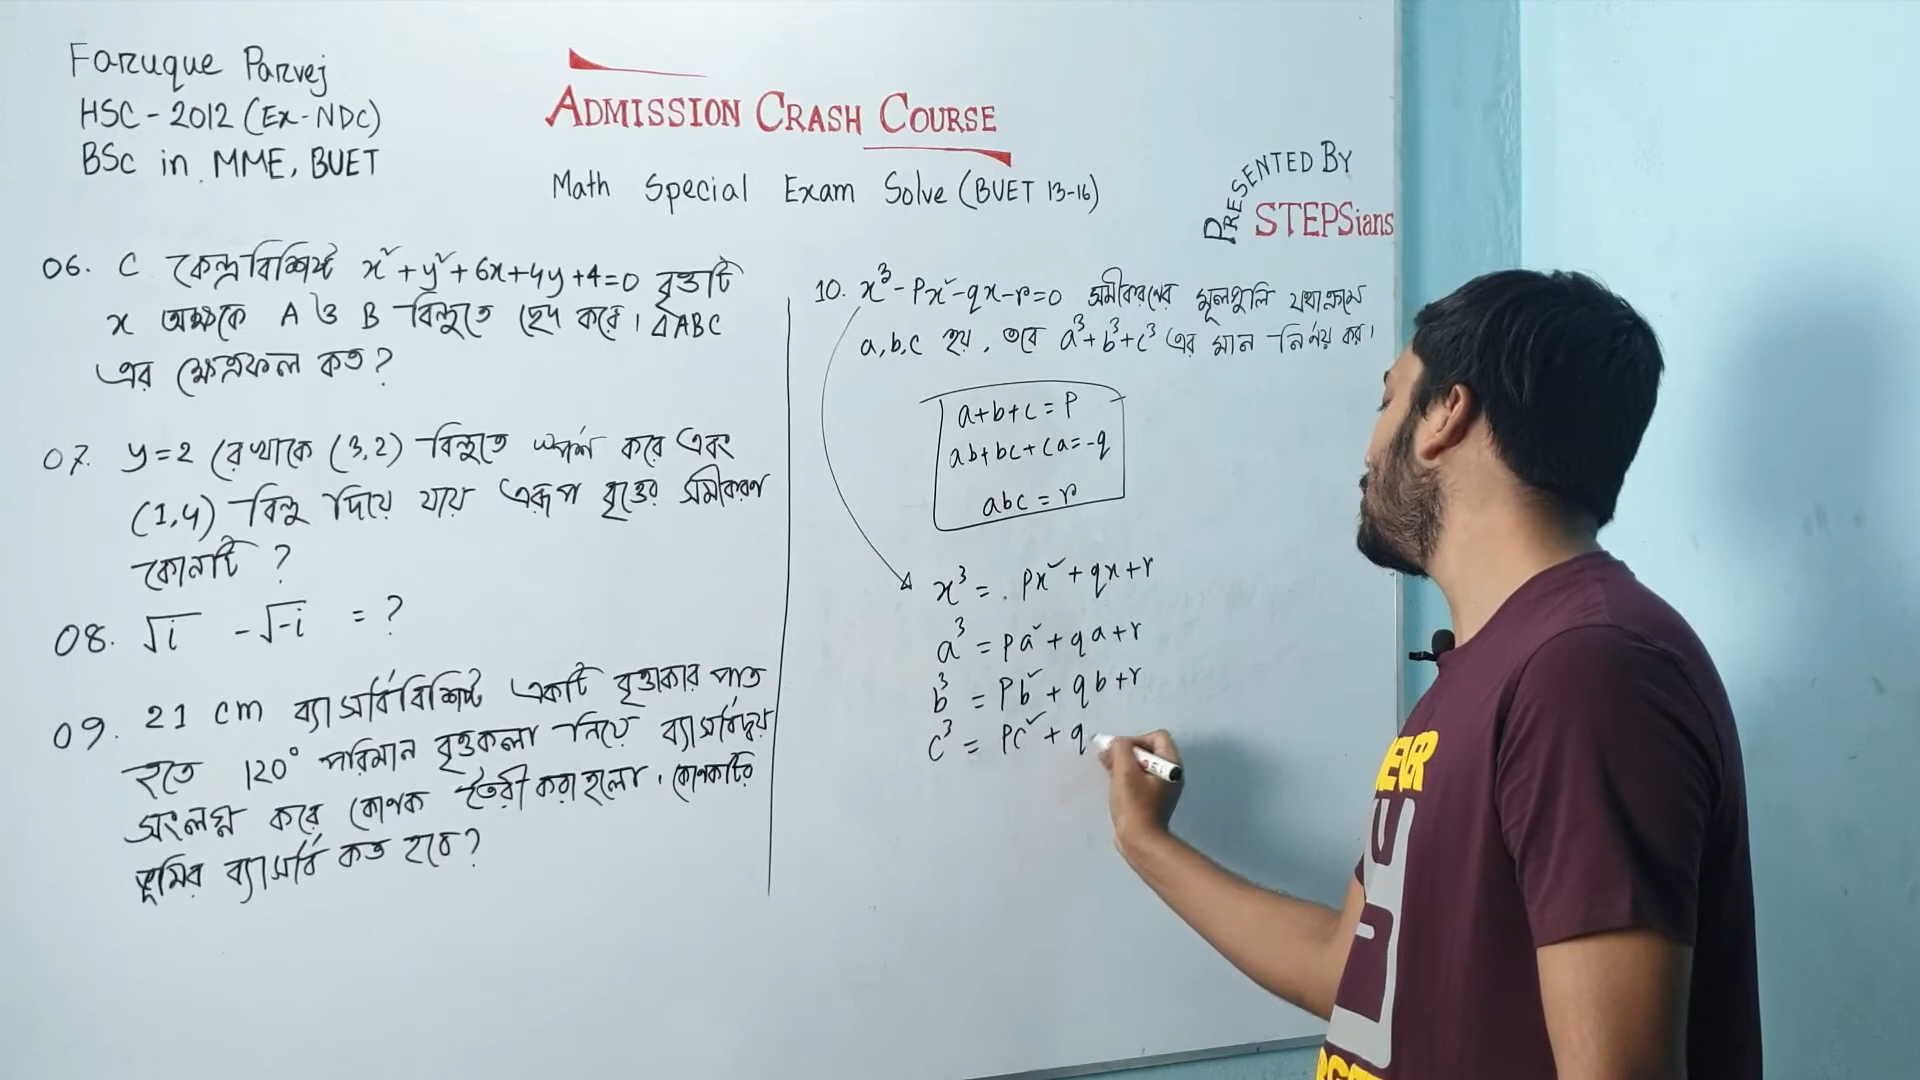 Faruque Parvej
HSC - 2012 (Ex-NDC)
BSc in MME, BUET
ADMISSION CRASH COURSE
Math Special Exam Solve (BUET 13-16)
PRESENTED BY
STEPSians
06. C কেন্দ্রবিশিষ্ট x²+y²+6x+4y+4=0 বৃত্তটি
x অক্ষকে A ও B বিন্দুতে ছেদ করে। ΔABC
এর ক্ষেত্রফল কত?
07. y=2 রেখাকে (3,2) বিন্দুতে স্পর্শ করে এবং
(1,4) বিন্দু দিয়ে যায় এরূপ বৃত্তের সমীকরণ
কোনটি ?
08. √i - √-i = ?
09. 21 cm ব্যাসার্ধবিশিষ্ট একটি বৃত্তাকার পাত
হতে 120° পরিমান বৃত্তকলা নিয়ে ব্যাসার্ধদ্বয়
সংলগ্ন করে কোণক তৈরী করা হলো। কোণকটির
ভূমির ব্যাসার্ধ কত হবে?
10. x³-Px²-qx-r=0 সমীকরণের মূলগুলি যথাক্রমে
a,b,c হয়, তবে a³+b³+c³ এর মান নির্ণয় কর।
a+b+c = P
ab+bc+ca = -q
abc = r
x³ = Px²+qx+r
a³ = Pa²+qa+r
b³ = Pb²+qb+r
c³ = Pc²+q